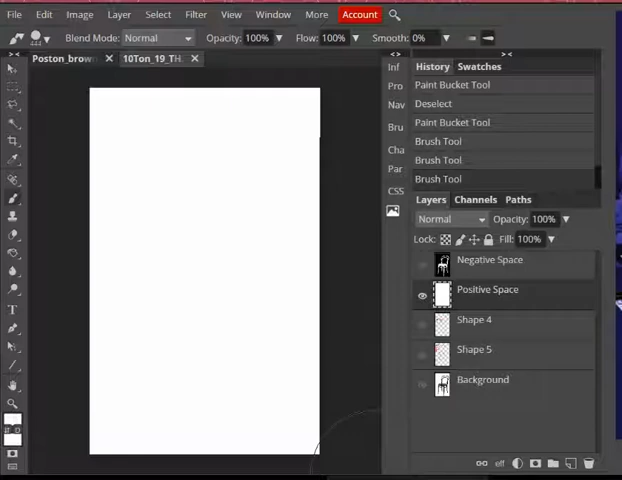 File Edit Image Layer Select Filter View Window More Account
Blend Mode: Normal Opacity: 100% Flow: 100% Smooth: 0%
Poston_brown 10Ton_19_TH.
Inf
Pro
Nav
Bru
Cha
Par
CSS
History Swatches
Paint Bucket Tool
Deselect
Paint Bucket Tool
Brush Tool
Brush Tool
Brush Tool
Layers Channels Paths
Normal Opacity: 100%
Lock: Fill: 100%
Negative Space
Positive Space
Shape 4
Shape 5
Background
eff